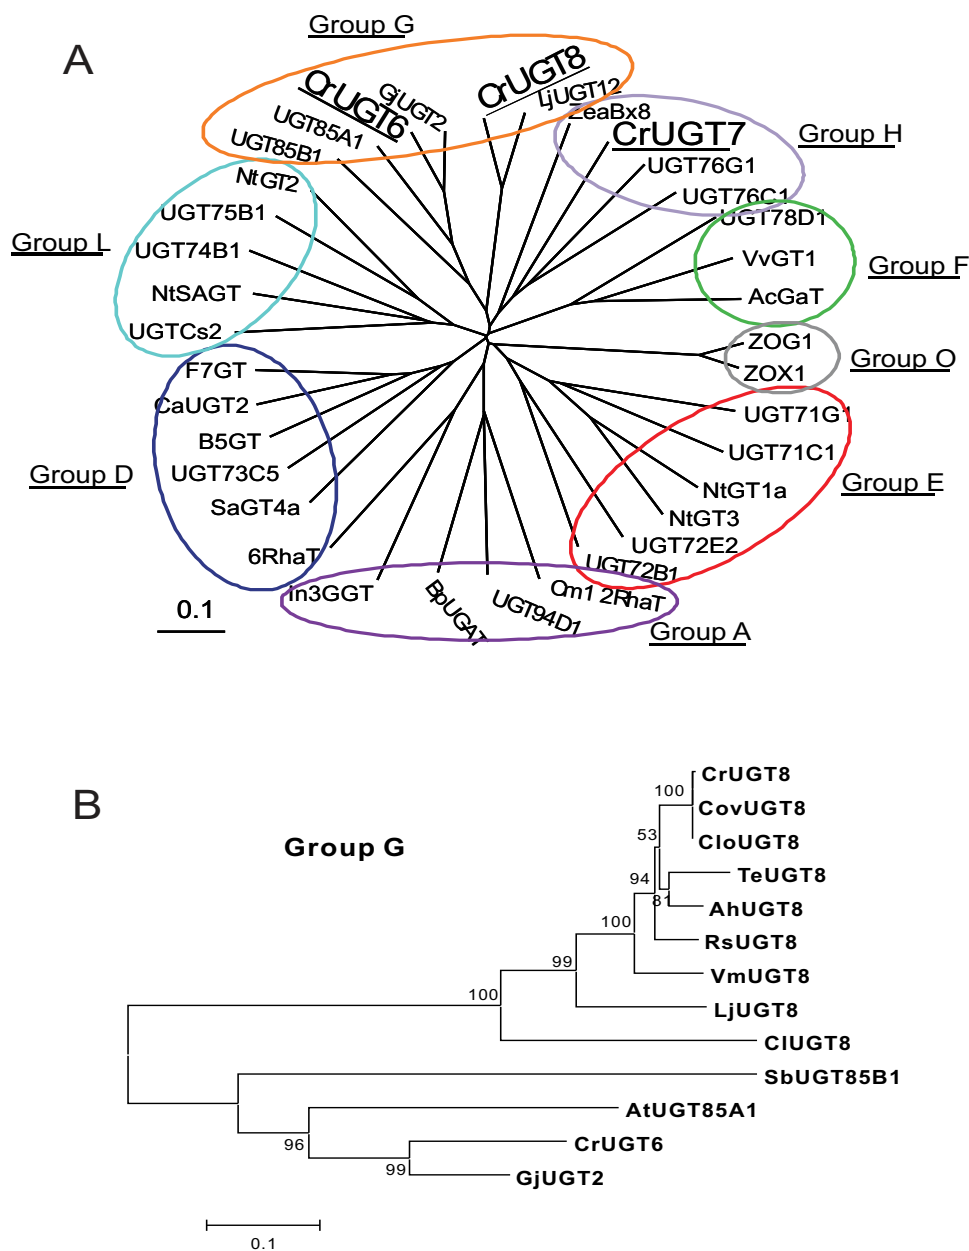 Group G
A
CrUGT8
CrUGT6
GjUGT2
LjUGT12
ZeaBx8
UGT85A1
CrUGT7
Group H
UGT85B1
UGT76G1
NtGT2
UGT76C1
UGT75B1
UGT78D1
Group L
UGT74B1
VvGT1
Group F
NtSAGT
AcGaT
UGTCs2
ZOG1
Group O
F7GT
ZOX1
CaUGT2
UGT71G1
B5GT
UGT71C1
Group D
UGT73C5
NtGT1a
Group E
SaGT4a
NtGT3
6RhaT
UGT72E2
UGT72B1
In3GGT
BpUGAT
UGT94D1
Cm12RhaT
0.1
Group A
B
Group G
CrUGT8
100
CovUGT8
53
CloUGT8
TeUGT8
94
81
AhUGT8
100
RsUGT8
99
VmUGT8
100
LjUGT8
ClUGT8
SbUGT85B1
AtUGT85A1
96
CrUGT6
99
GjUGT2
0.1